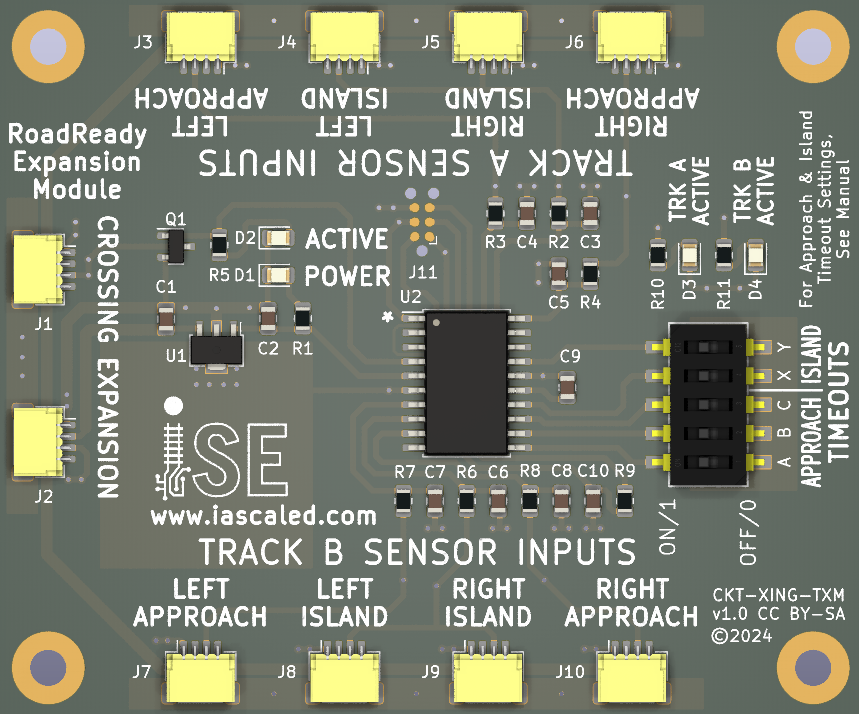 J3
J4
J5
J6
LEFT
APPROACH
LEFT
ISLAND
RIGHT
ISLAND
RIGHT
APPROACH
TRACK A SENSOR INPUTS
RoadReady
Expansion
Module
CROSSING EXPANSION
J1
J2
Q1
R5
D2
ACTIVE
D1
POWER
C1
U1
C2
R1
J11
U2
*
R3
C4
R2
C3
C5
R4
C9
TRK A
ACTIVE
TRK B
ACTIVE
R10
D3
R11
D4
For Approach & Island
Timeout Settings,
See Manual
Y
X
C
B
A
APPROACH|ISLAND
TIMEOUTS
ON/1
OFF/0
R7
C7
R6
C6
R8
C8
C10
R9
iSE
www.iascaled.com
TRACK B SENSOR INPUTS
LEFT
APPROACH
LEFT
ISLAND
RIGHT
ISLAND
RIGHT
APPROACH
J7
J8
J9
J10
CKT-XING-TXM
v1.0 CC BY-SA
©2024